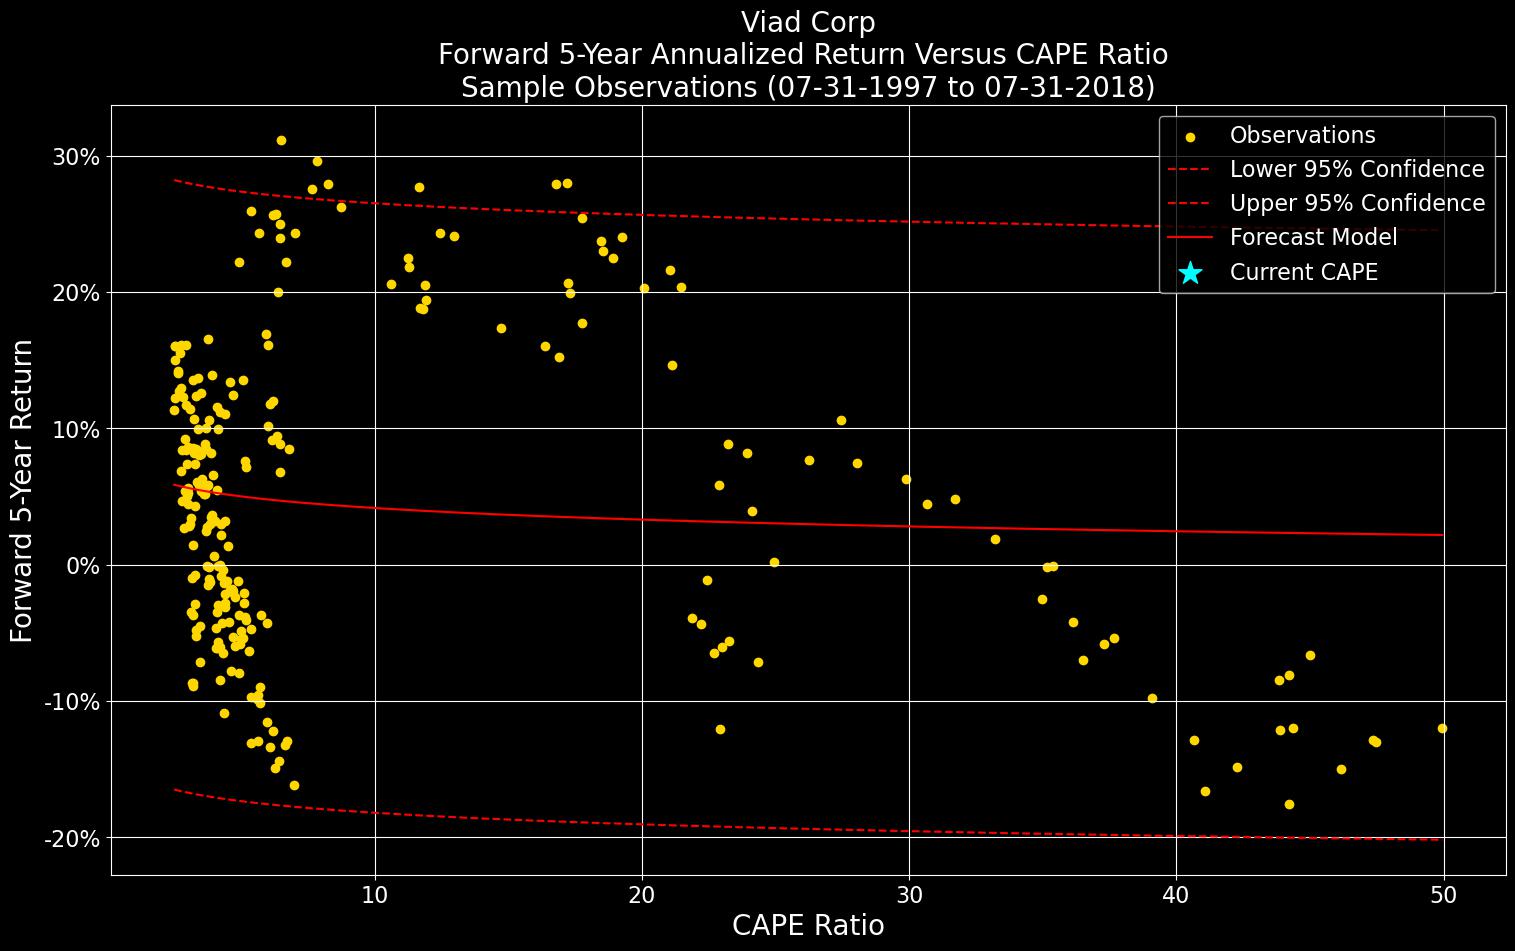 Viad Corp
Forward 5-Year Annualized Return Versus CAPE Ratio
Sample Observations (07-31-1997 to 07-31-2018)
Observations
Lower 95% Confidence
Upper 95% Confidence
Forecast Model
Current CAPE
Forward 5-Year Return
30%
20%
10%
0%
-10%
-20%
10 20 30 40 50
CAPE Ratio